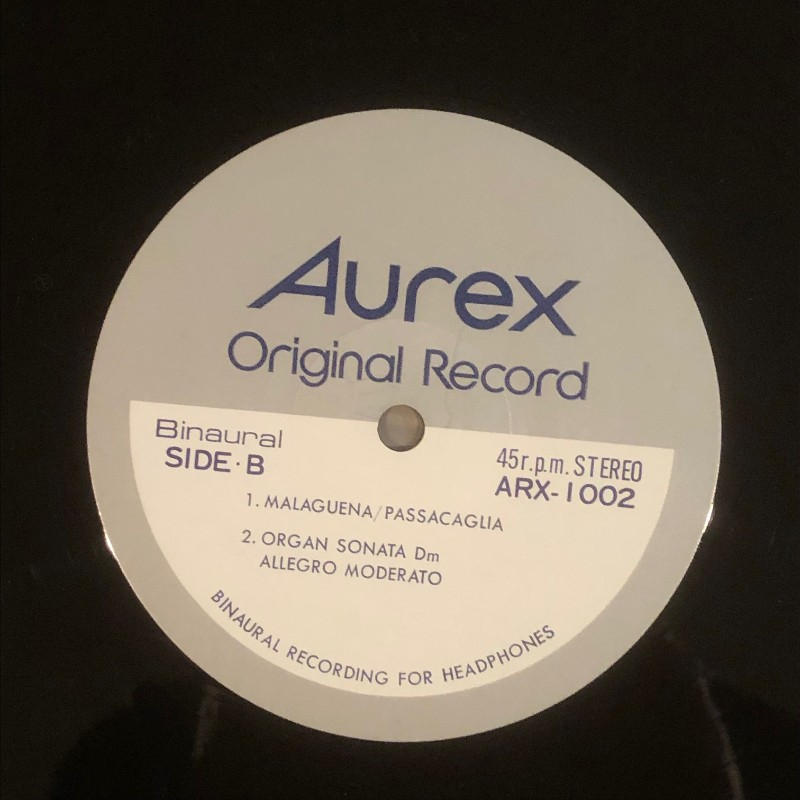 Aurex
Original Record
Binaural
SIDE·B
45r.p.m. STEREO
ARX-1002
1. MALAGUENA/PASSACAGLIA
2. ORGAN SONATA Dm
ALLEGRO MODERATO
BINAURAL RECORDING FOR HEADPHONES